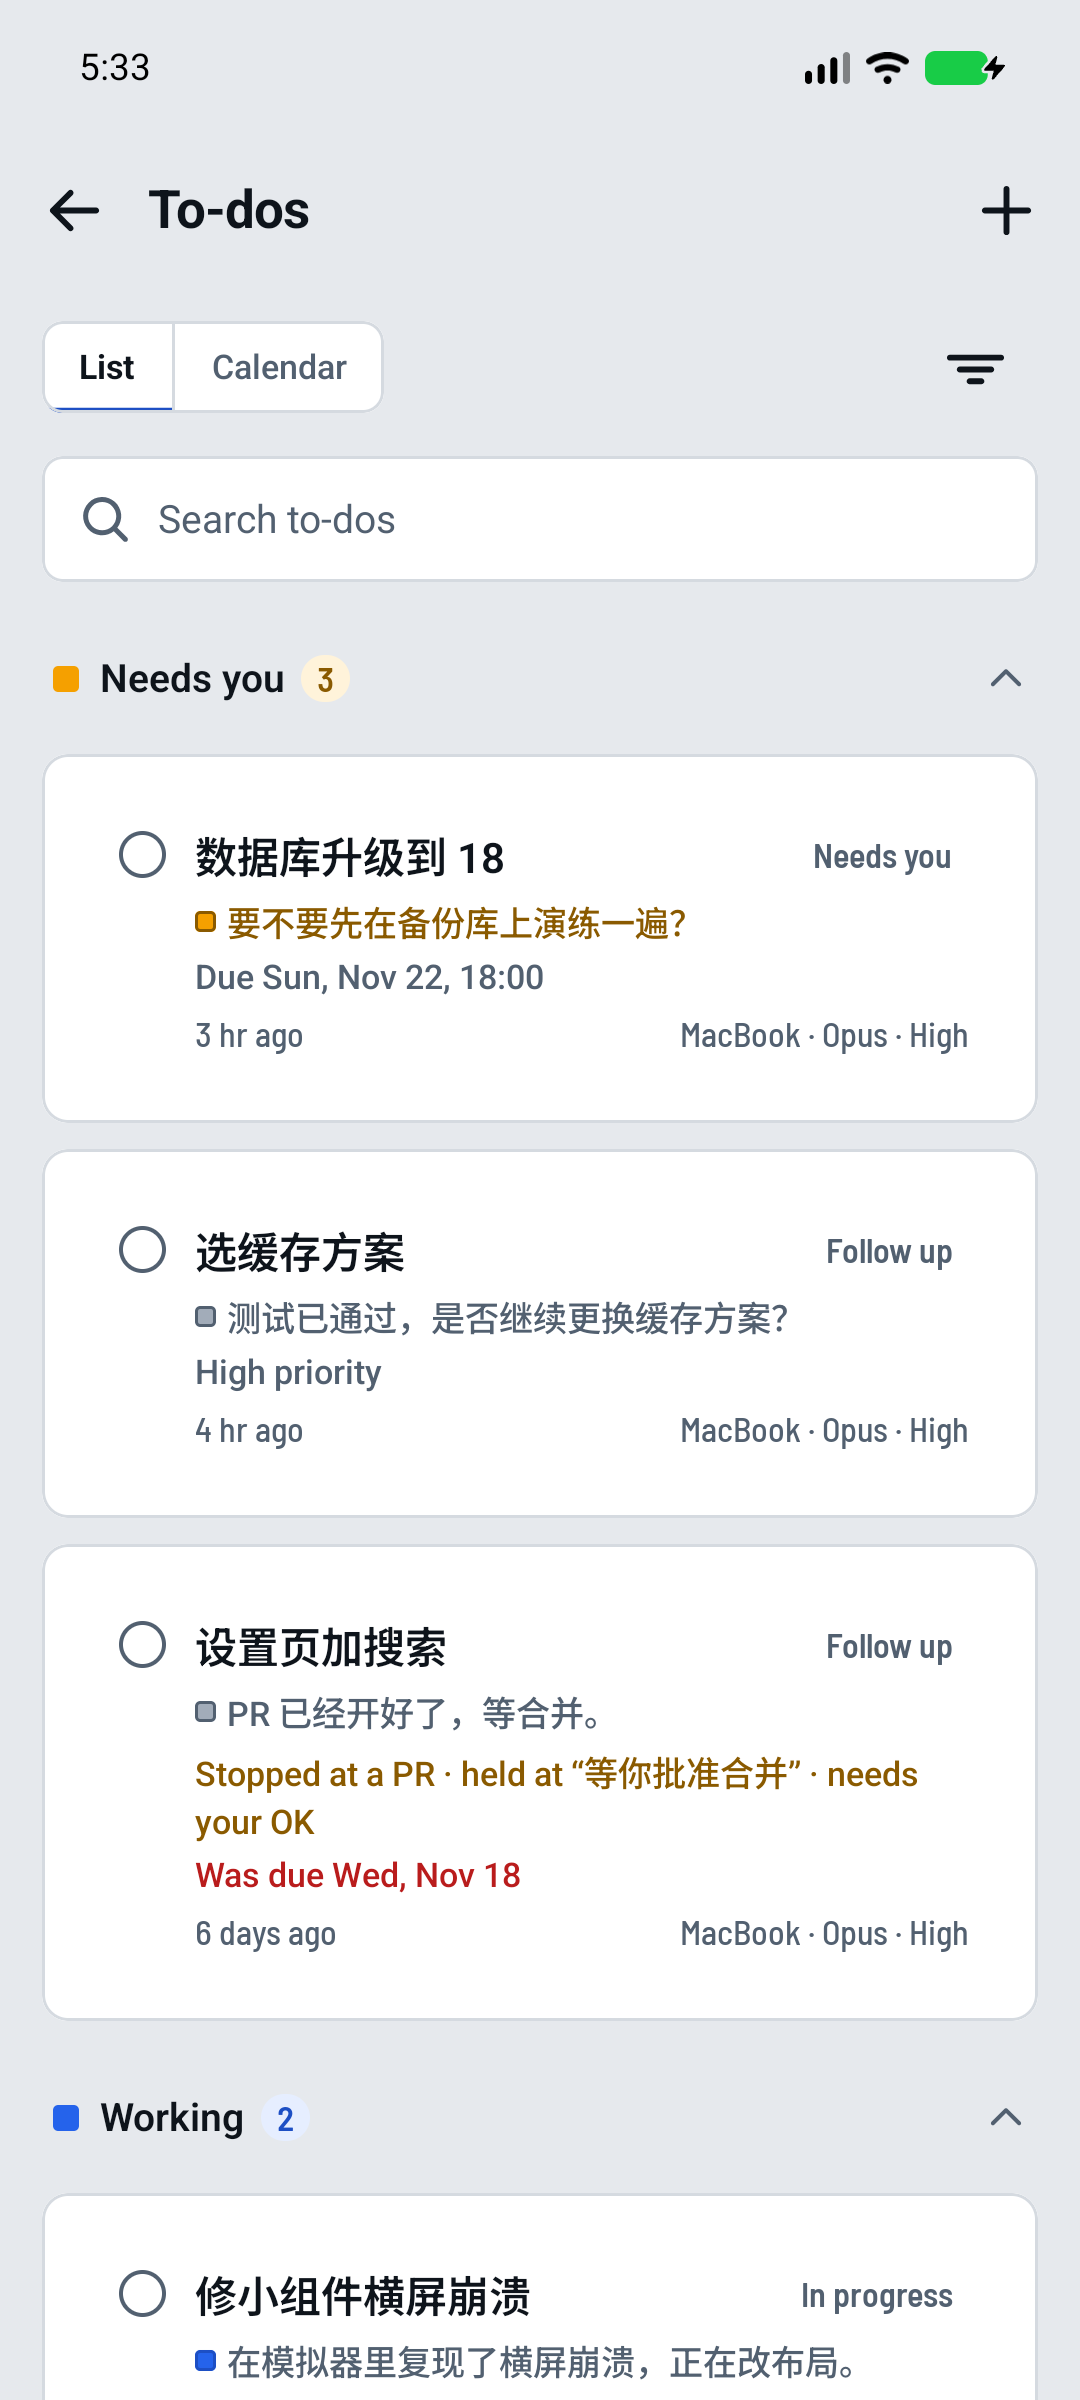 5:33
To-dos
List
Calendar
Search to-dos
Needs you 3
数据库升级到 18
Needs you
要不要先在备份库上演练一遍？
Due Sun, Nov 22, 18:00
3 hr ago
MacBook · Opus · High
选缓存方案
Follow up
测试已通过，是否继续更换缓存方案？
High priority
4 hr ago
MacBook · Opus · High
设置页加搜索
Follow up
PR 已经开好了，等合并。
Stopped at a PR · held at “等你批准合并” · needs
your OK
Was due Wed, Nov 18
6 days ago
MacBook · Opus · High
Working 2
修小组件横屏崩溃
In progress
在模拟器里复现了横屏崩溃，正在改布局。